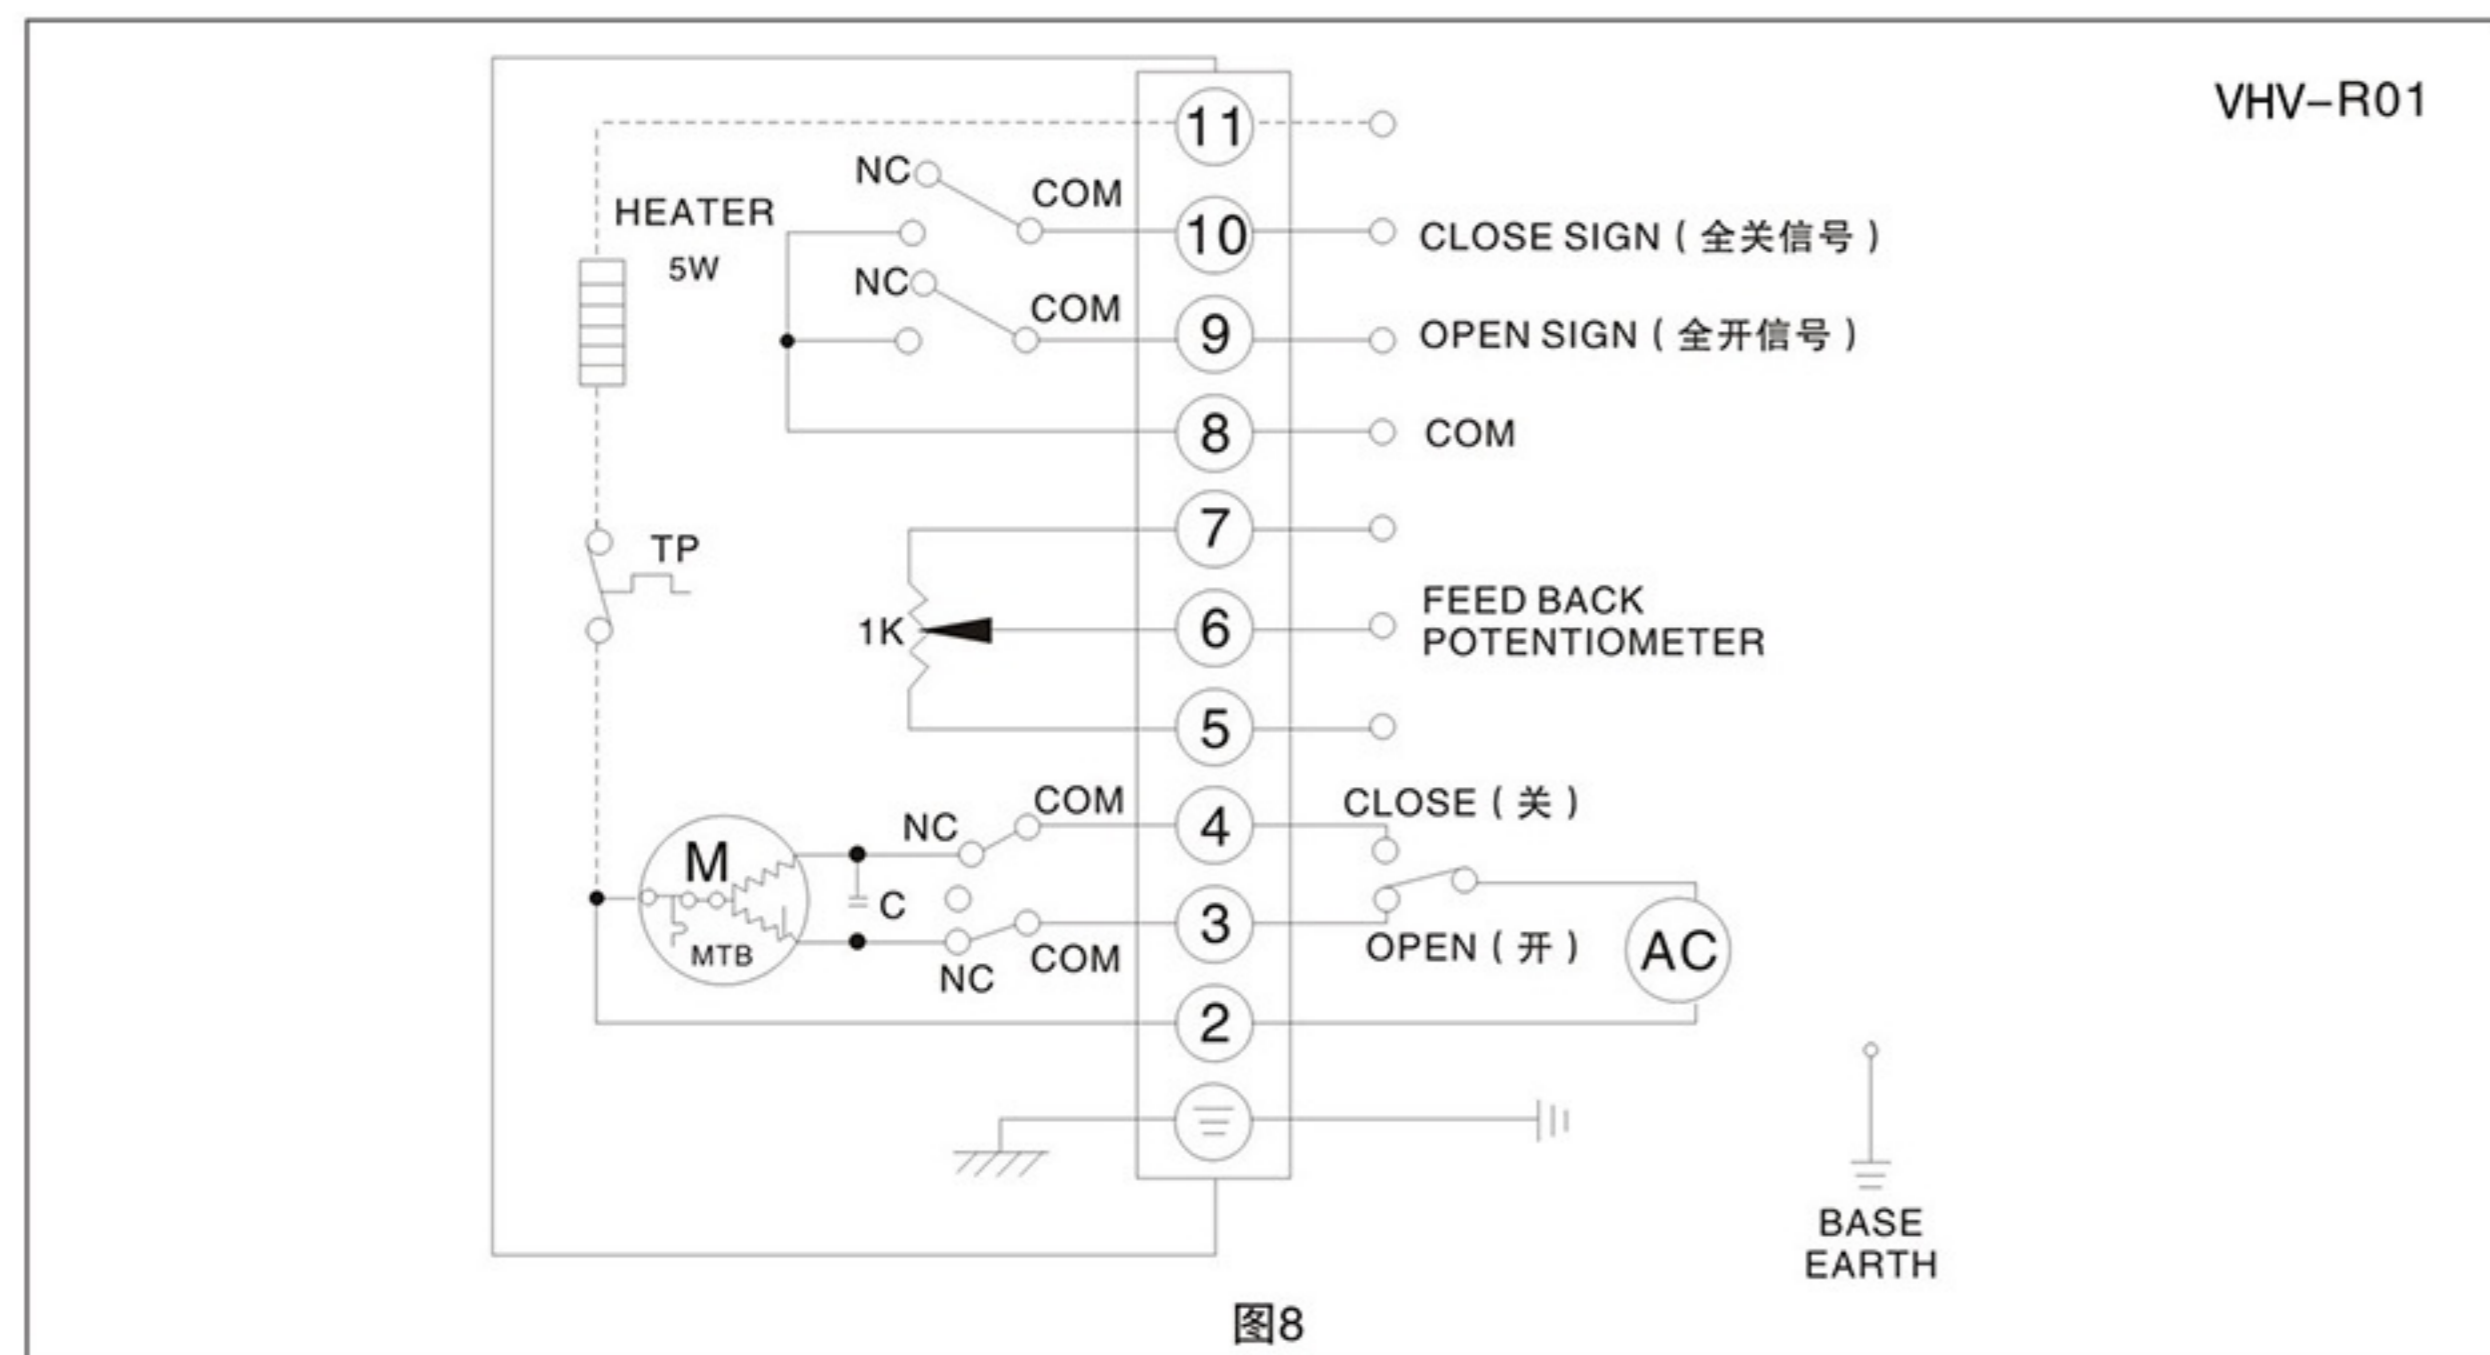 VHV-R01
11
NC
COM
HEATER
5W
10
CLOSE SIGN ( 全关信号 )
NC
COM
9
OPEN SIGN ( 全开信号 )
8
COM
7
TP
1K
6
FEED BACK
POTENTIOMETER
5
CLOSE ( 关 )
COM
NC
4
M
C
3
MTB
NC
COM
OPEN ( 开 )
AC
2
BASE
EARTH
图8